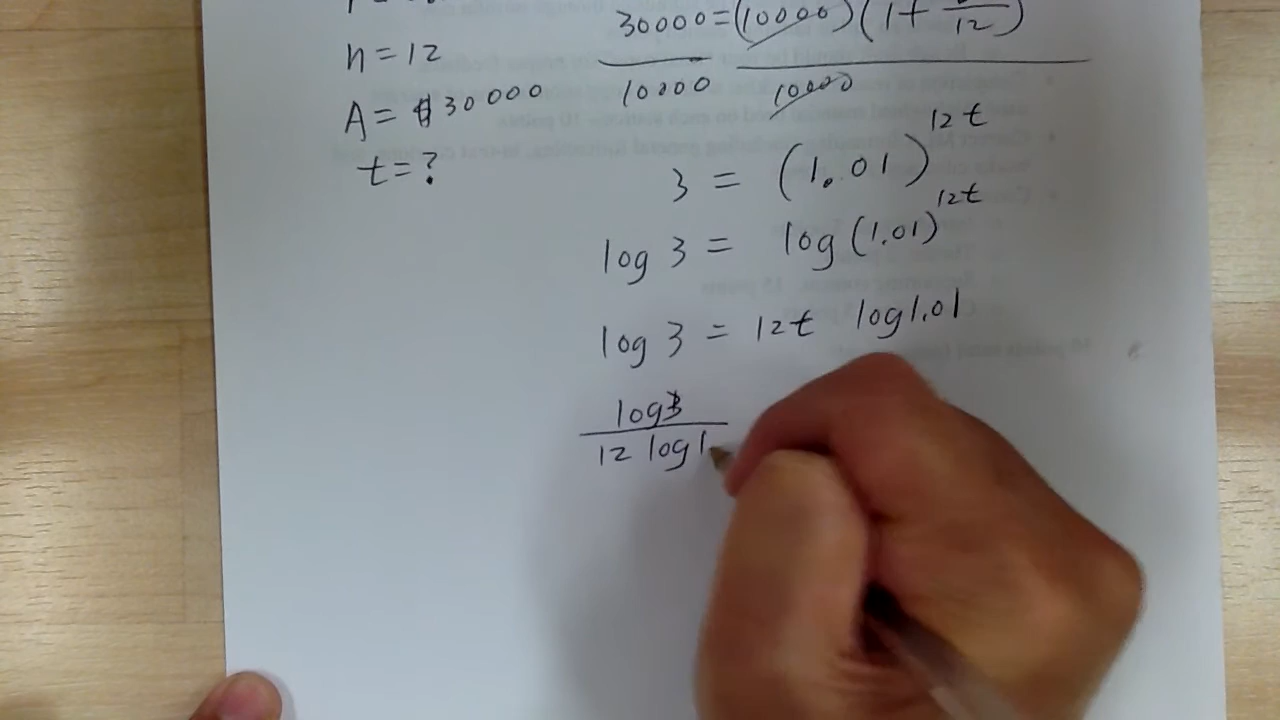 n = 12
A = $30000
t = ?
30000 = (10000)(1 + /12)
10000 10000
3 = (1.01)^12t
log 3 = log (1.01)^12t
log 3 = 12t log 1.01
log 3
12 log 1